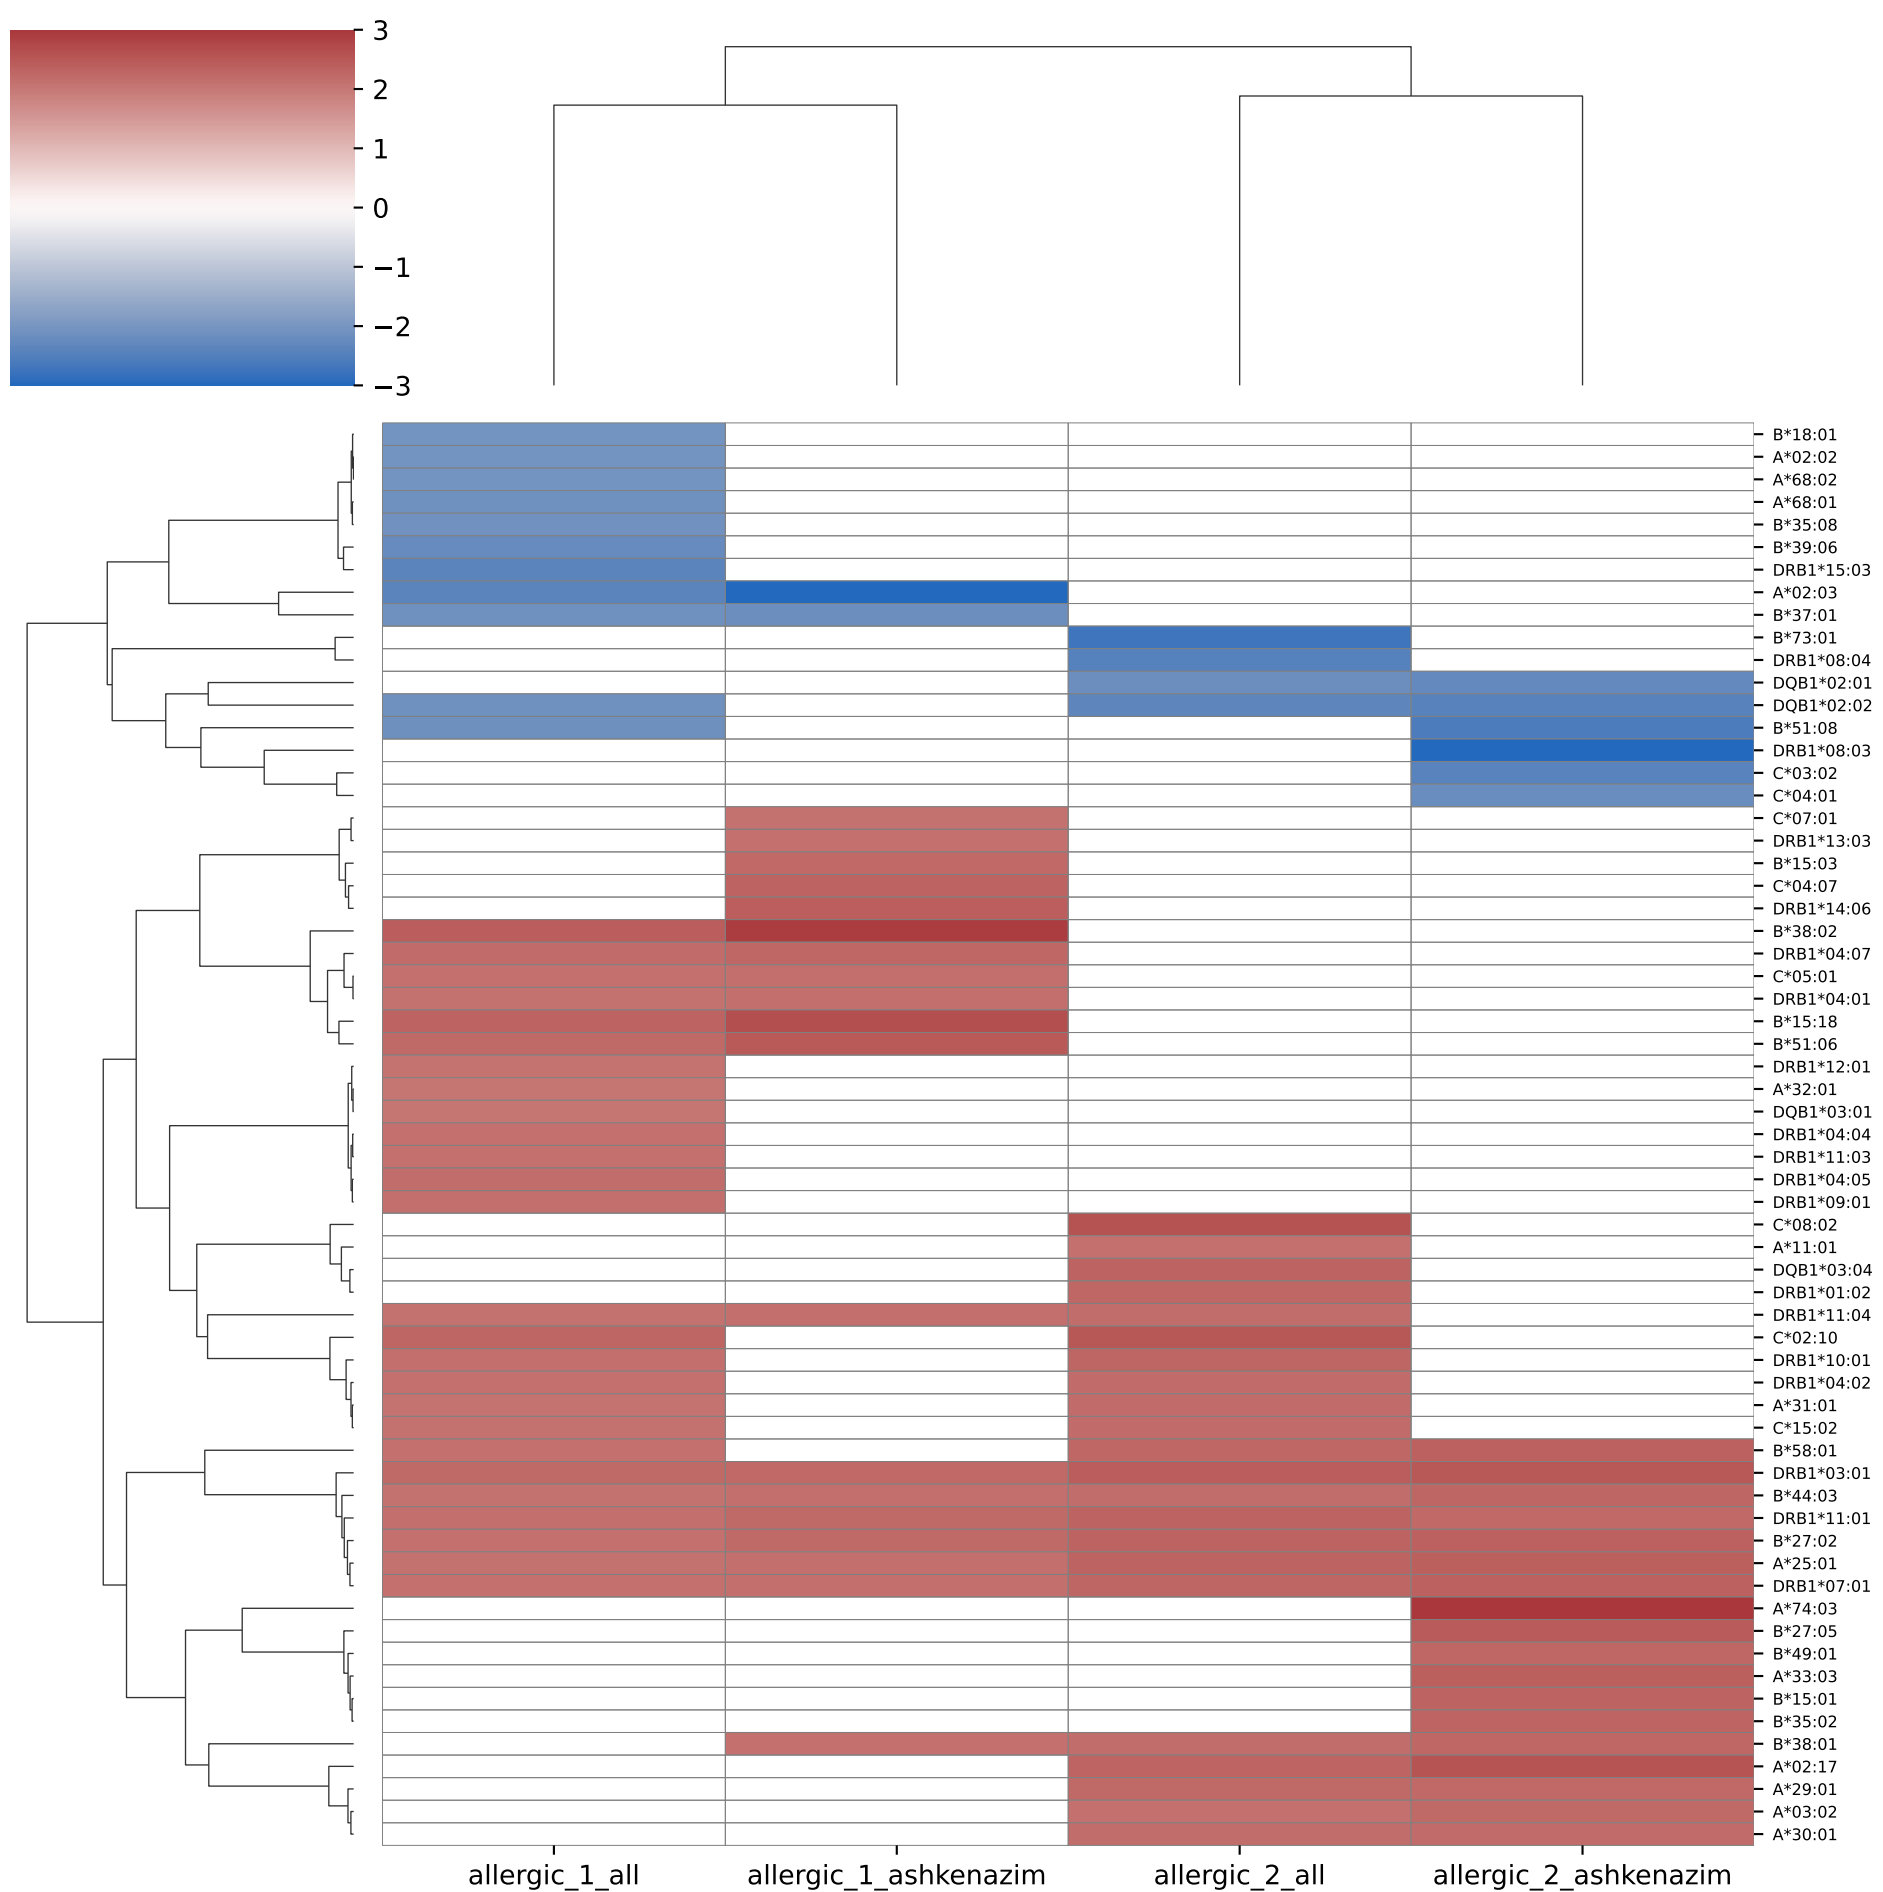 3
2
1
0
−1
−2
−3
B*18:01
A*02:02
A*68:02
A*68:01
B*35:08
B*39:06
DRB1*15:03
A*02:03
B*37:01
B*73:01
DRB1*08:04
DQB1*02:01
DQB1*02:02
B*51:08
DRB1*08:03
C*03:02
C*04:01
C*07:01
DRB1*13:03
B*15:03
C*04:07
DRB1*14:06
B*38:02
DRB1*04:07
C*05:01
DRB1*04:01
B*15:18
B*51:06
DRB1*12:01
A*32:01
DQB1*03:01
DRB1*04:04
DRB1*11:03
DRB1*04:05
DRB1*09:01
C*08:02
A*11:01
DQB1*03:04
DRB1*01:02
DRB1*11:04
C*02:10
DRB1*10:01
DRB1*04:02
A*31:01
C*15:02
B*58:01
DRB1*03:01
B*44:03
DRB1*11:01
B*27:02
A*25:01
DRB1*07:01
A*74:03
B*27:05
B*49:01
A*33:03
B*15:01
B*35:02
B*38:01
A*02:17
A*29:01
A*03:02
A*30:01
allergic_1_all allergic_1_ashkenazim allergic_2_all allergic_2_ashkenazim